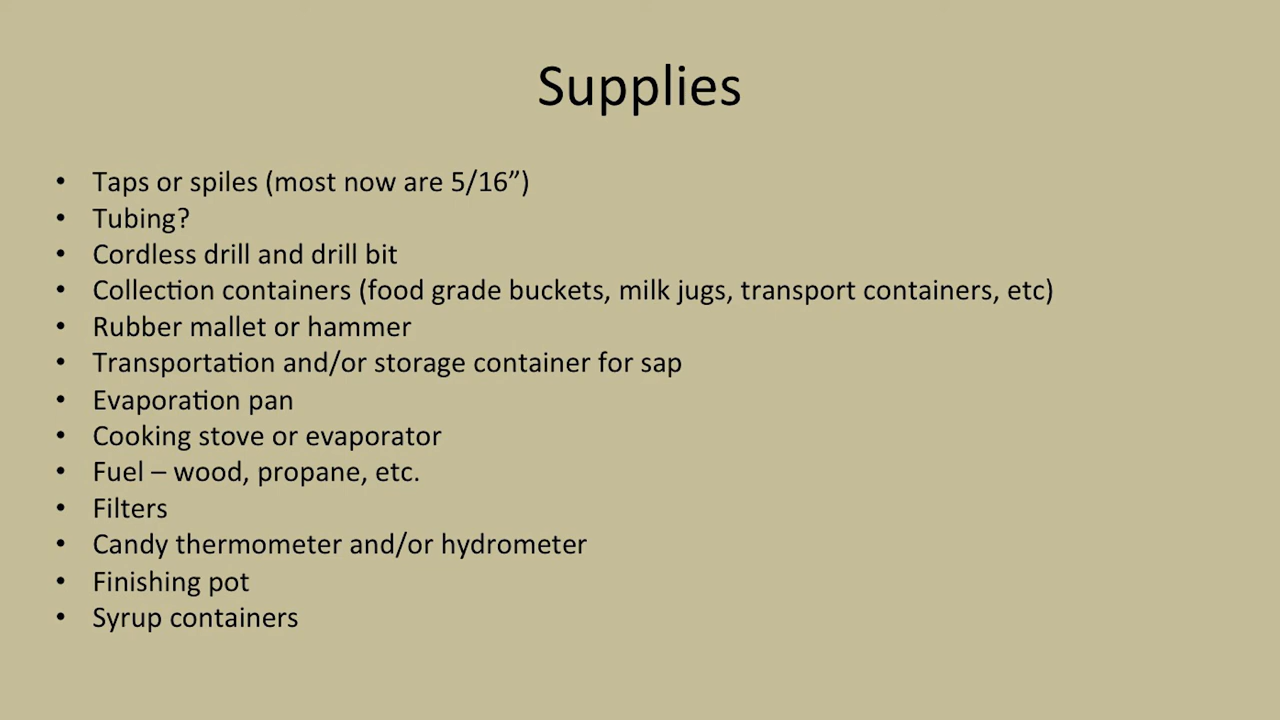 Supplies
• Taps or spiles (most now are 5/16”)
• Tubing?
• Cordless drill and drill bit
• Collection containers (food grade buckets, milk jugs, transport containers, etc)
• Rubber mallet or hammer
• Transportation and/or storage container for sap
• Evaporation pan
• Cooking stove or evaporator
• Fuel – wood, propane, etc.
• Filters
• Candy thermometer and/or hydrometer
• Finishing pot
• Syrup containers